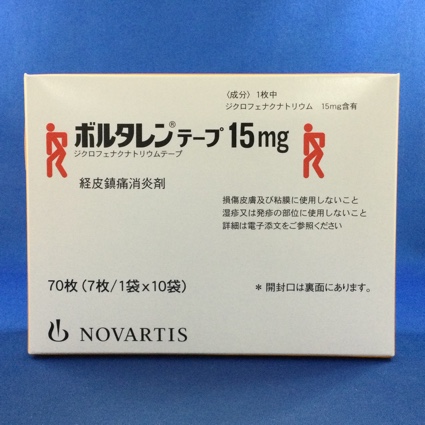 〈成分〉1枚中
ジクロフェナクナトリウム 15mg含有
ボルタレン®テープ15mg
ジクロフェナクナトリウムテープ
経皮鎮痛消炎剤
損傷皮膚及び粘膜に使用しないこと
湿疹又は発疹の部位に使用しないこと
詳細は電子添文をご参照ください
70枚(7枚/1袋x10袋)
＊開封口は裏面にあります。
NOVARTIS